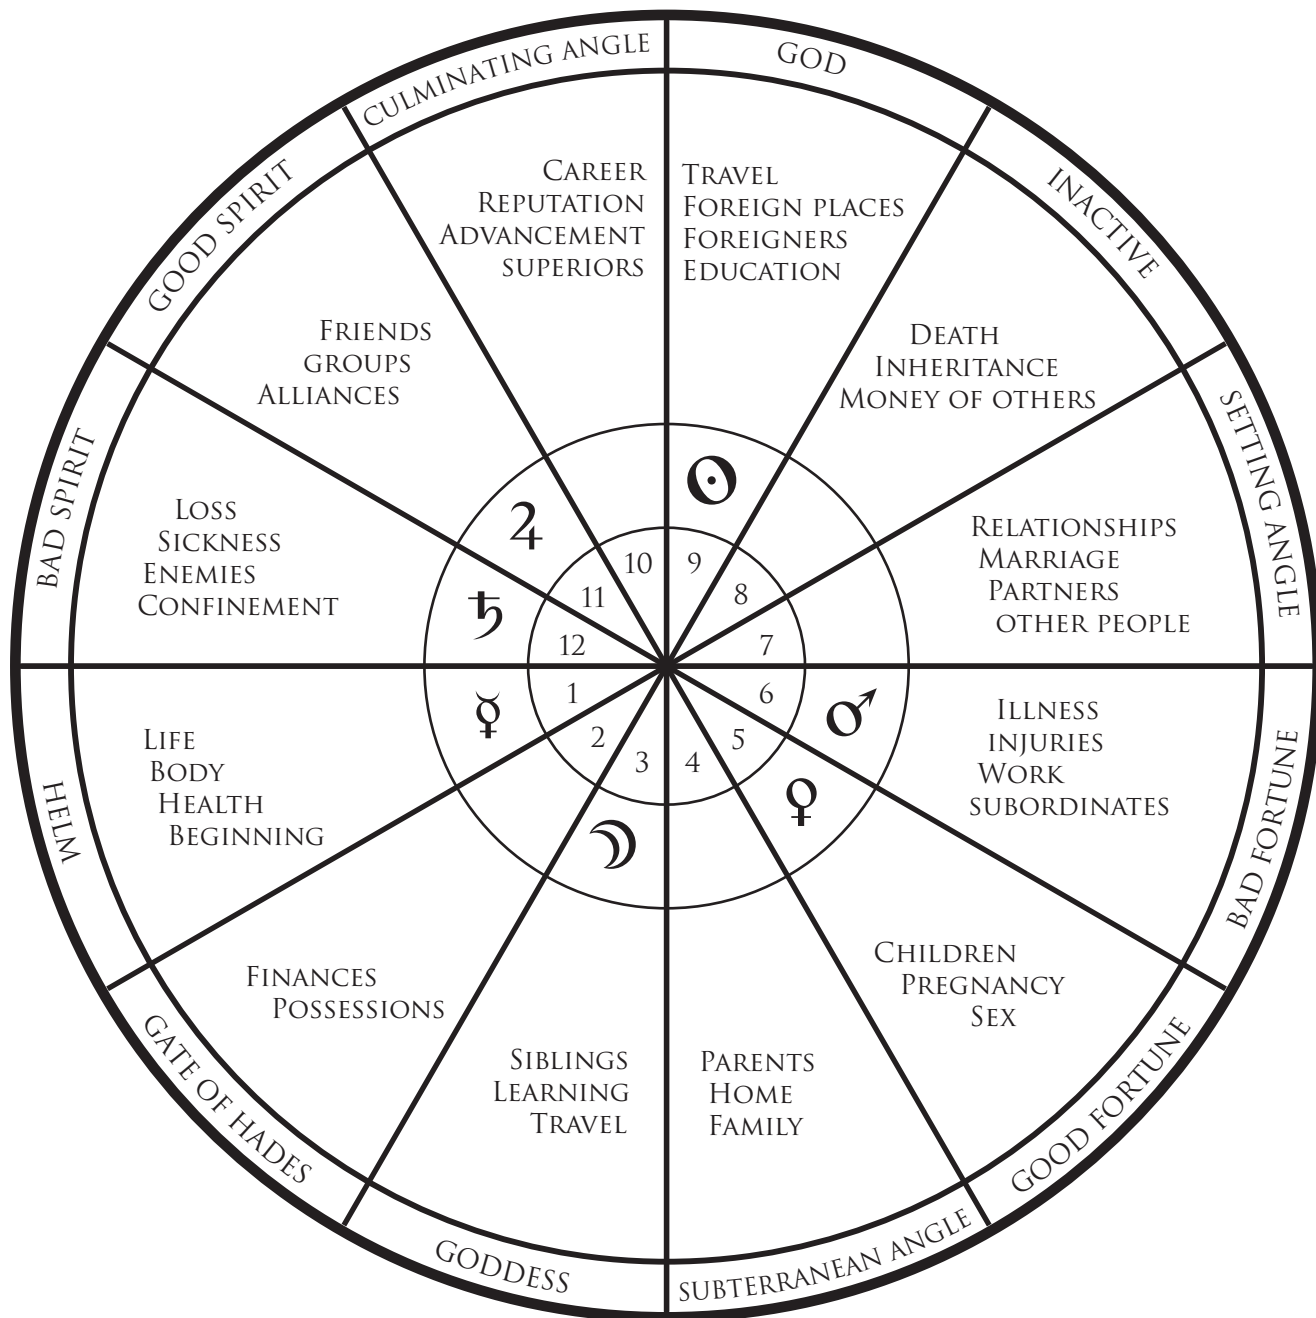 CULMINATING ANGLE
GOD
INACTIVE
SETTING ANGLE
BAD FORTUNE
GOOD FORTUNE
SUBTERRANEAN ANGLE
GODDESS
GATE OF HADES
HELM
BAD SPIRIT
GOOD SPIRIT
CAREER
REPUTATION
ADVANCEMENT
SUPERIORS
TRAVEL
FOREIGN PLACES
FOREIGNERS
EDUCATION
DEATH
INHERITANCE
MONEY OF OTHERS
RELATIONSHIPS
MARRIAGE
PARTNERS
OTHER PEOPLE
ILLNESS
INJURIES
WORK
SUBORDINATES
CHILDREN
PREGNANCY
SEX
PARENTS
HOME
FAMILY
SIBLINGS
LEARNING
TRAVEL
FINANCES
POSSESSIONS
LIFE
BODY
HEALTH
BEGINNING
LOSS
SICKNESS
ENEMIES
CONFINEMENT
FRIENDS
GROUPS
ALLIANCES
☉
♂
♀
☽
☿
♄
♃
1
2
3
4
5
6
7
8
9
10
11
12